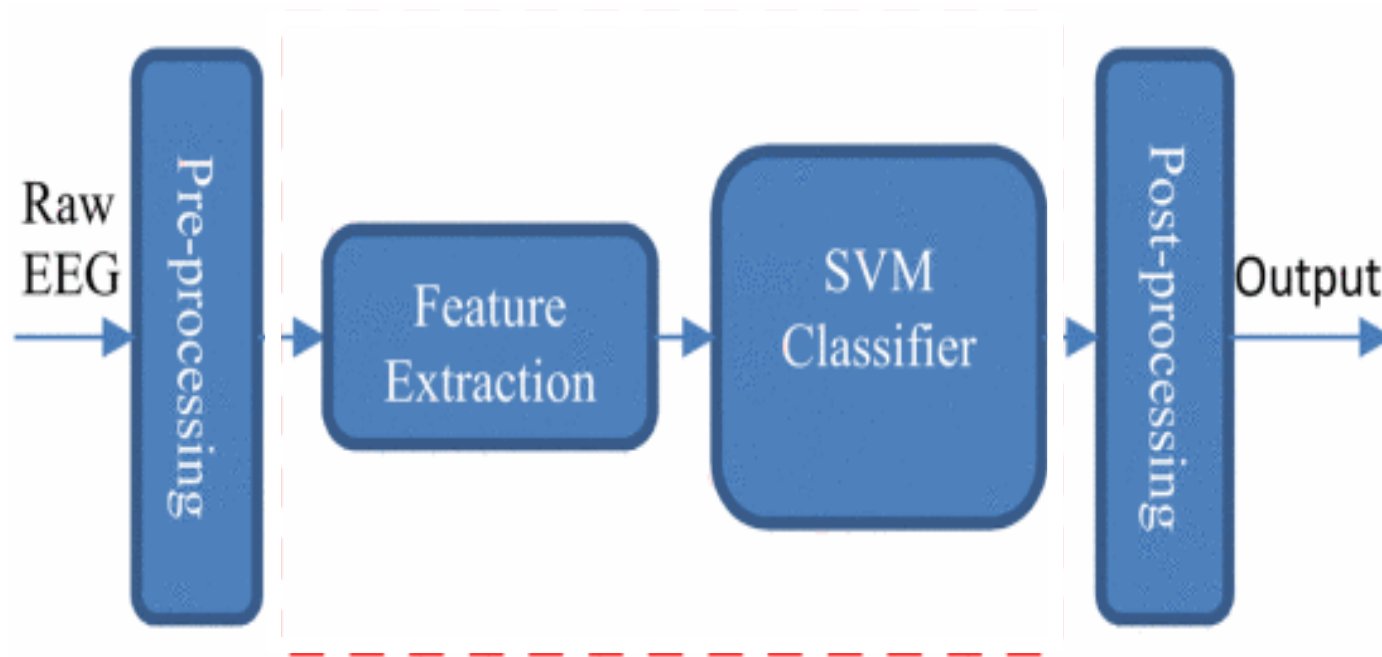 Raw
EEG
Pre-processing
Feature
Extraction
SVM
Classifier
Post-processing
Output